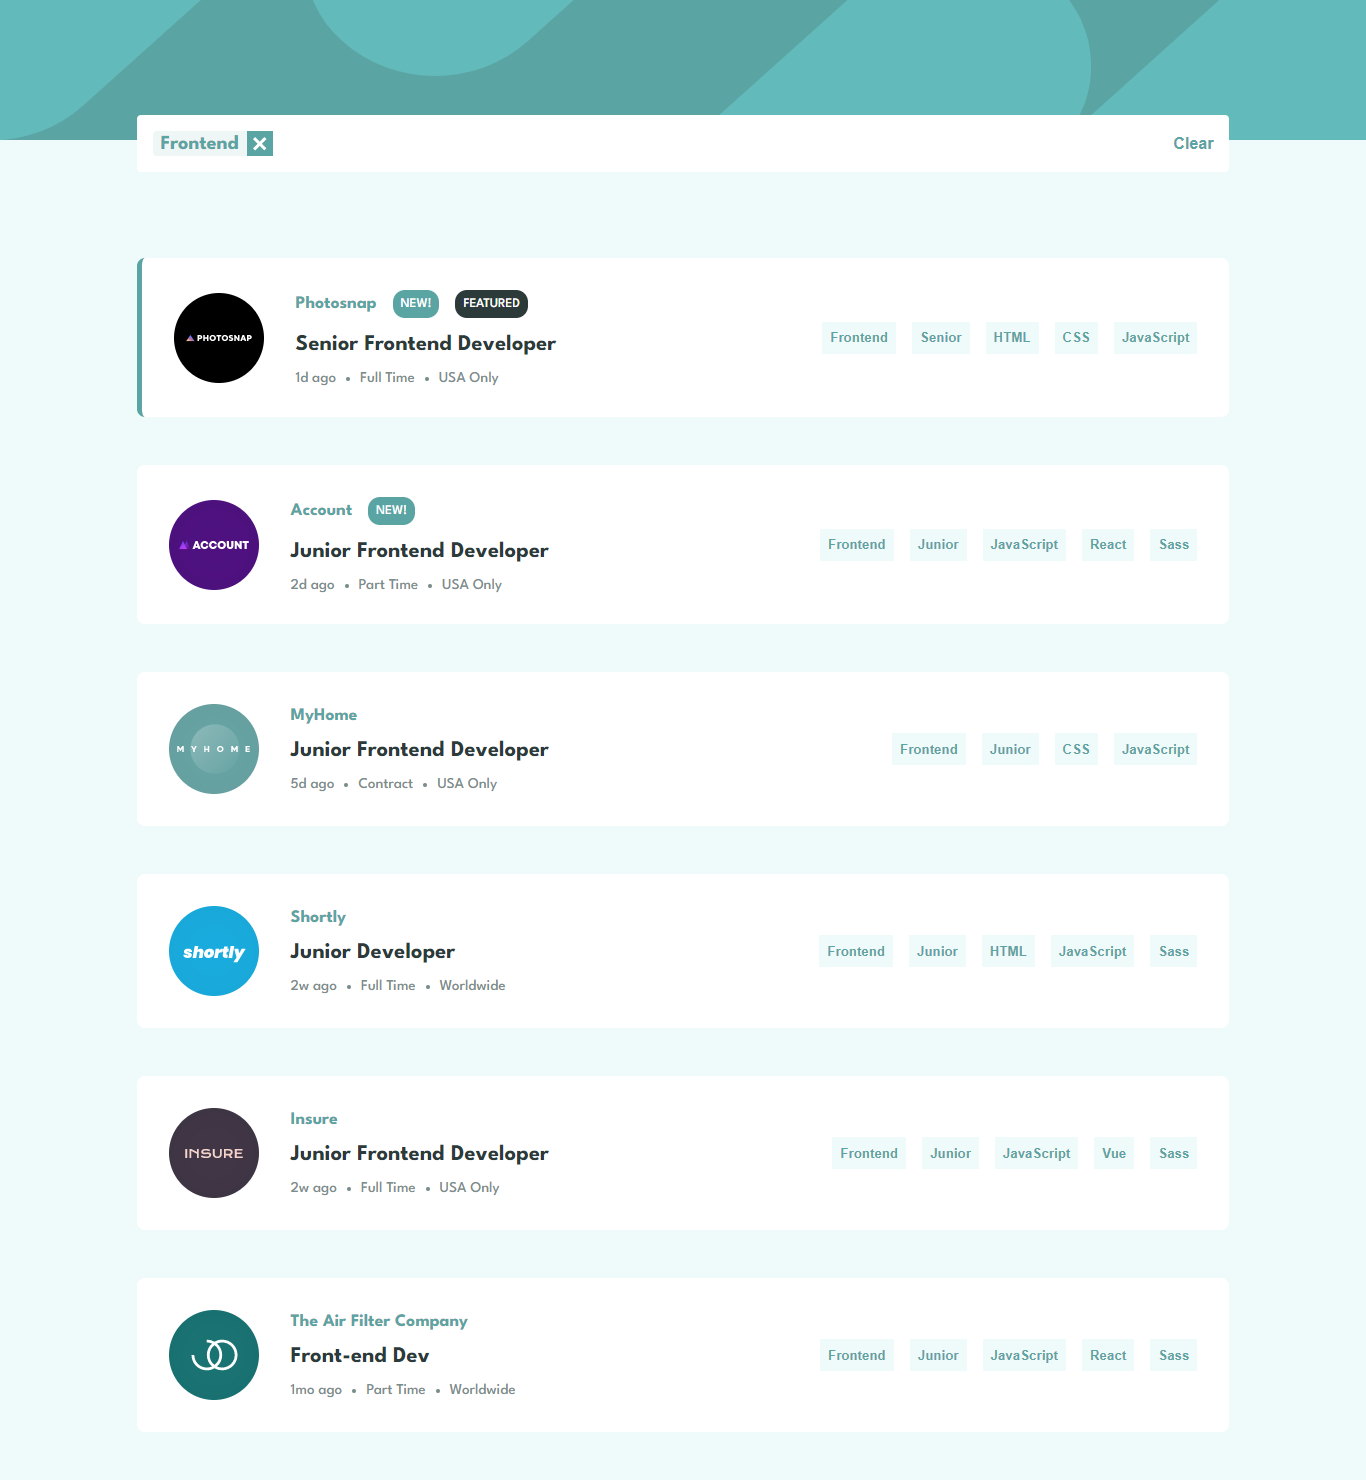 Frontend
Clear
PHOTOSNAP
Photosnap NEW! FEATURED
Senior Frontend Developer
1d ago • Full Time • USA Only
Frontend Senior HTML CSS JavaScript
ACCOUNT
Account NEW!
Junior Frontend Developer
2d ago • Part Time • USA Only
Frontend Junior JavaScript React Sass
MYHOME
MyHome
Junior Frontend Developer
5d ago • Contract • USA Only
Frontend Junior CSS JavaScript
shortly
Shortly
Junior Developer
2w ago • Full Time • Worldwide
Frontend Junior HTML JavaScript Sass
INSURE
Insure
Junior Frontend Developer
2w ago • Full Time • USA Only
Frontend Junior JavaScript Vue Sass
The Air Filter Company
Front-end Dev
1mo ago • Part Time • Worldwide
Frontend Junior JavaScript React Sass